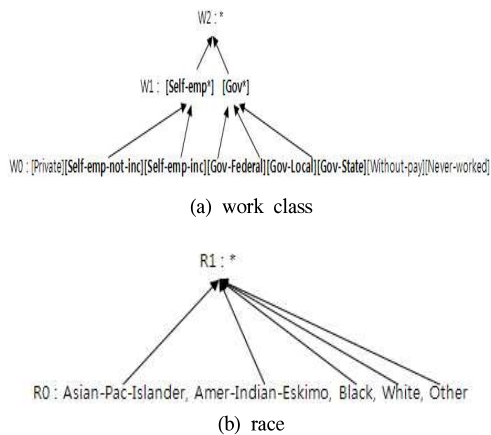 W2 : *
W1 : [Self-emp*] [Gov*]
W0 : [Private][Self-emp-not-inc][Self-emp-inc][Gov-Federal][Gov-Local][Gov-State][Without-pay][Never-worked]
(a) work class
R1 : *
R0 : Asian-Pac-Islander, Amer-Indian-Eskimo, Black, White, Other
(b) race